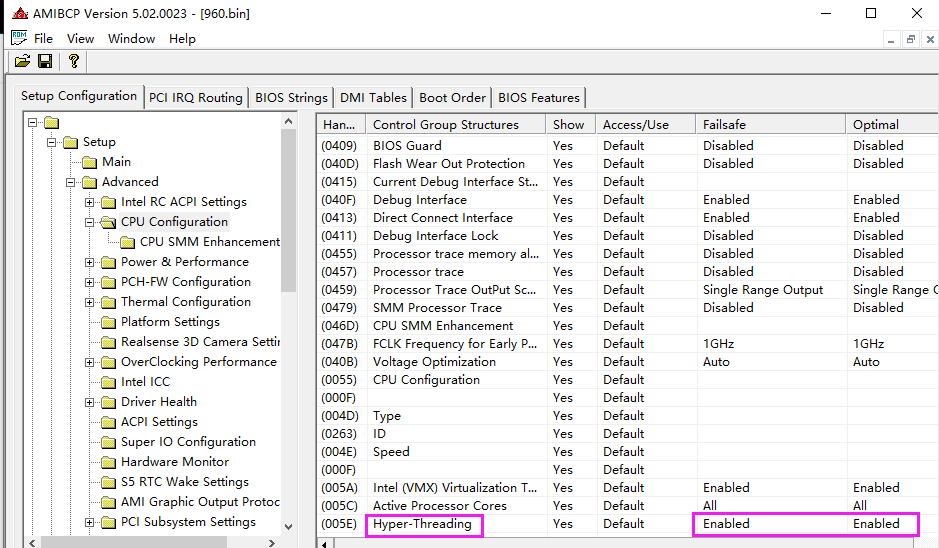 AMIBCP Version 5.02.0023 - [960.bin]
File View Window Help
Setup Configuration PCI IRQ Routing BIOS Strings DMI Tables Boot Order BIOS Features
Setup
Main
Advanced
Intel RC ACPI Settings
CPU Configuration
CPU SMM Enhancement
Power & Performance
PCH-FW Configuration
Thermal Configuration
Platform Settings
Realsense 3D Camera Settin
OverClocking Performance
Intel ICC
Driver Health
ACPI Settings
Super IO Configuration
Hardware Monitor
S5 RTC Wake Settings
AMI Graphic Output Protoc
PCI Subsystem Settings
Han... Control Group Structures Show Access/Use Failsafe Optimal
(0409) BIOS Guard Yes Default Disabled Disabled
(040D) Flash Wear Out Protection Yes Default Disabled Disabled
(0415) Current Debug Interface St... Yes Default
(040F) Debug Interface Yes Default Enabled Enabled
(0413) Direct Connect Interface Yes Default Enabled Enabled
(0411) Debug Interface Lock Yes Default Disabled Disabled
(0455) Processor trace memory al... Yes Default Disabled Disabled
(0457) Processor trace Yes Default Disabled Disabled
(0459) Processor Trace OutPut Sc... Yes Default Single Range Output Single Range O
(0479) SMM Processor Trace Yes Default Disabled Disabled
(046D) CPU SMM Enhancement Yes Default
(047B) FCLK Frequency for Early P... Yes Default 1GHz 1GHz
(040B) Voltage Optimization Yes Default Auto Auto
(0055) CPU Configuration Yes Default
(000F) Yes Default
(004D) Type Yes Default
(0263) ID Yes Default
(004E) Speed Yes Default
(000F) Yes Default
(005A) Intel (VMX) Virtualization T... Yes Default Enabled Enabled
(005C) Active Processor Cores Yes Default All All
(005E) Hyper-Threading Yes Default Enabled Enabled